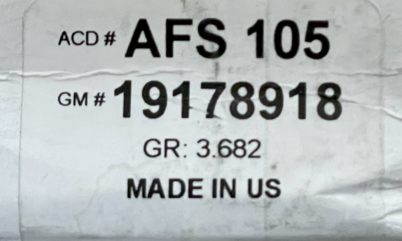 ACD # AFS 105
GM # 19178918
GR: 3.682
MADE IN US